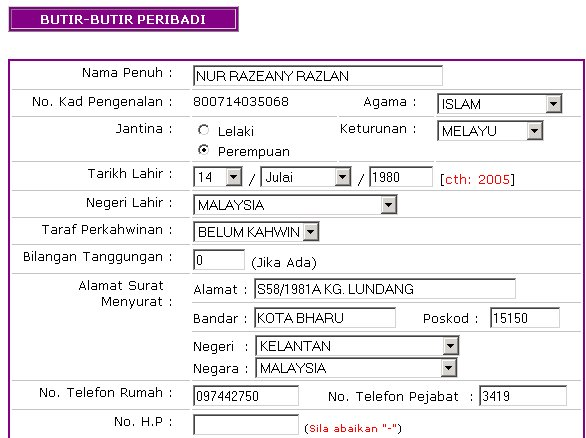 BUTIR-BUTIR PERIBADI
Nama Penuh : NUR RAZEANY RAZLAN
No. Kad Pengenalan : 800714035068 Agama : ISLAM
Jantina : Lelaki Keturunan : MELAYU
Perempuan
Tarikh Lahir : 14 / Julai / 1980 [cth: 2005]
Negeri Lahir : MALAYSIA
Taraf Perkahwinan : BELUM KAHWIN
Bilangan Tanggungan : 0 (Jika Ada)
Alamat Surat Menyurat : Alamat : S58/1981A KG. LUNDANG
Bandar : KOTA BHARU Poskod : 15150
Negeri : KELANTAN
Negara : MALAYSIA
No. Telefon Rumah : 097442750 No. Telefon Pejabat : 3419
No. H.P : (Sila abaikan "-")